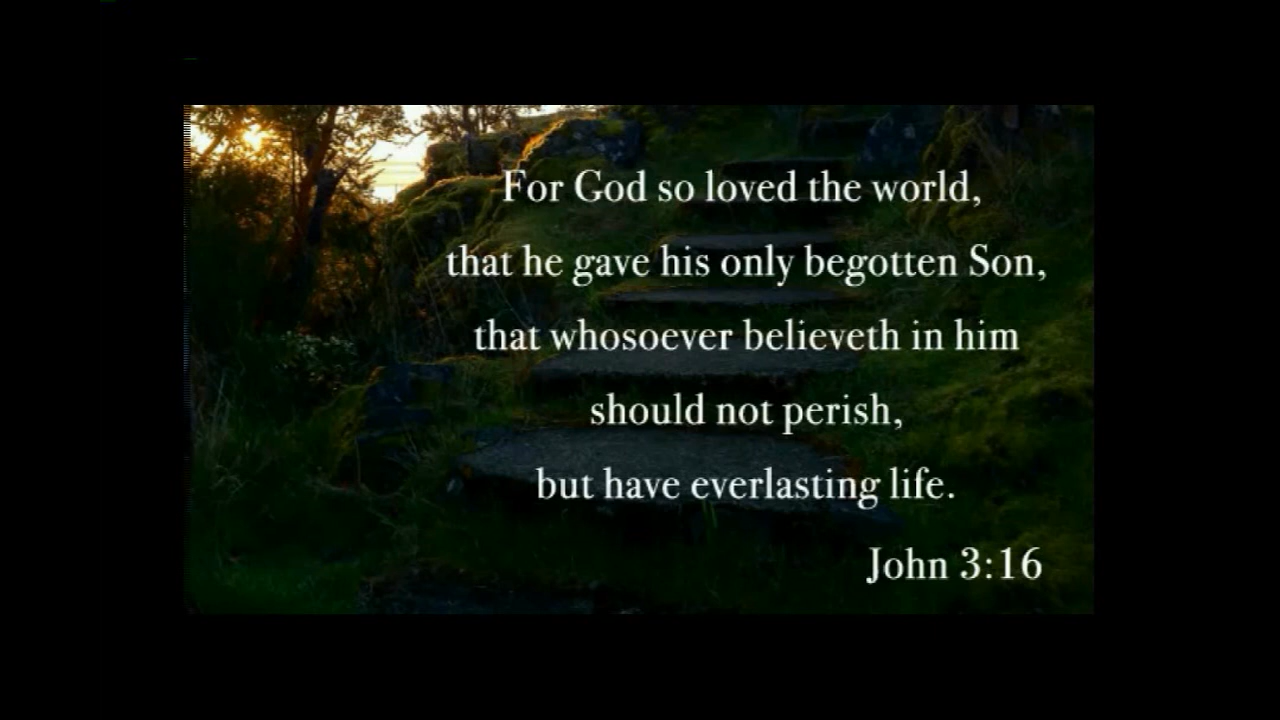 For God so loved the world,
that he gave his only begotten Son,
that whosoever believeth in him
should not perish,
but have everlasting life.
John 3:16